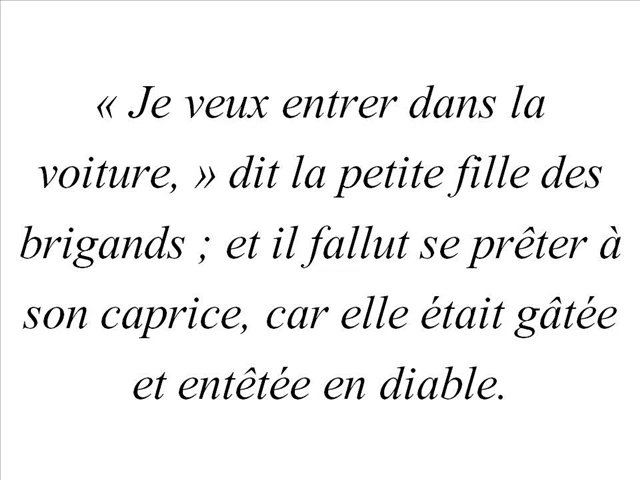 « Je veux entrer dans la
voiture, » dit la petite fille des
brigands ; et il fallut se prêter à
son caprice, car elle était gâtée
et entêtée en diable.